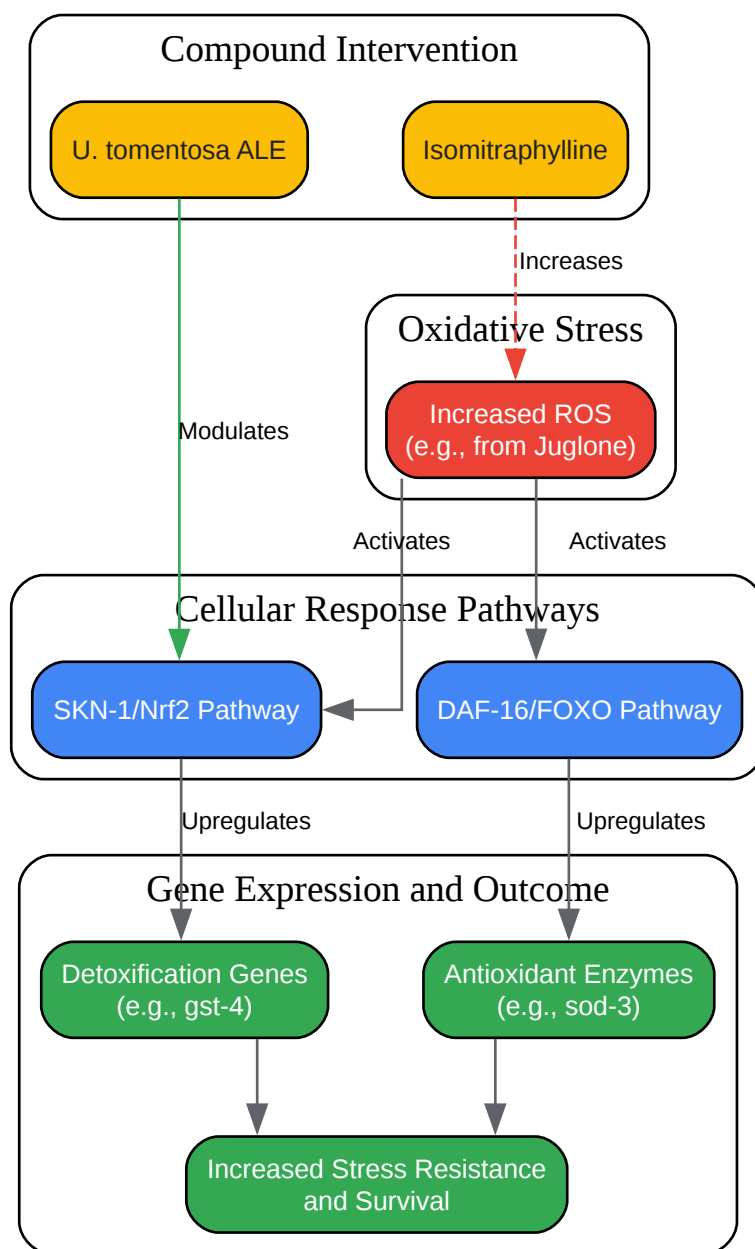 Compound Intervention
U. tomentosa ALE
Isomitraphylline
Increases
Oxidative Stress
Increased ROS
(e.g., from Juglone)
Modulates
Activates
Activates
Cellular Response Pathways
SKN-1/Nrf2 Pathway
DAF-16/FOXO Pathway
Upregulates
Upregulates
Gene Expression and Outcome
Detoxification Genes
(e.g., gst-4)
Antioxidant Enzymes
(e.g., sod-3)
Increased Stress Resistance
and Survival